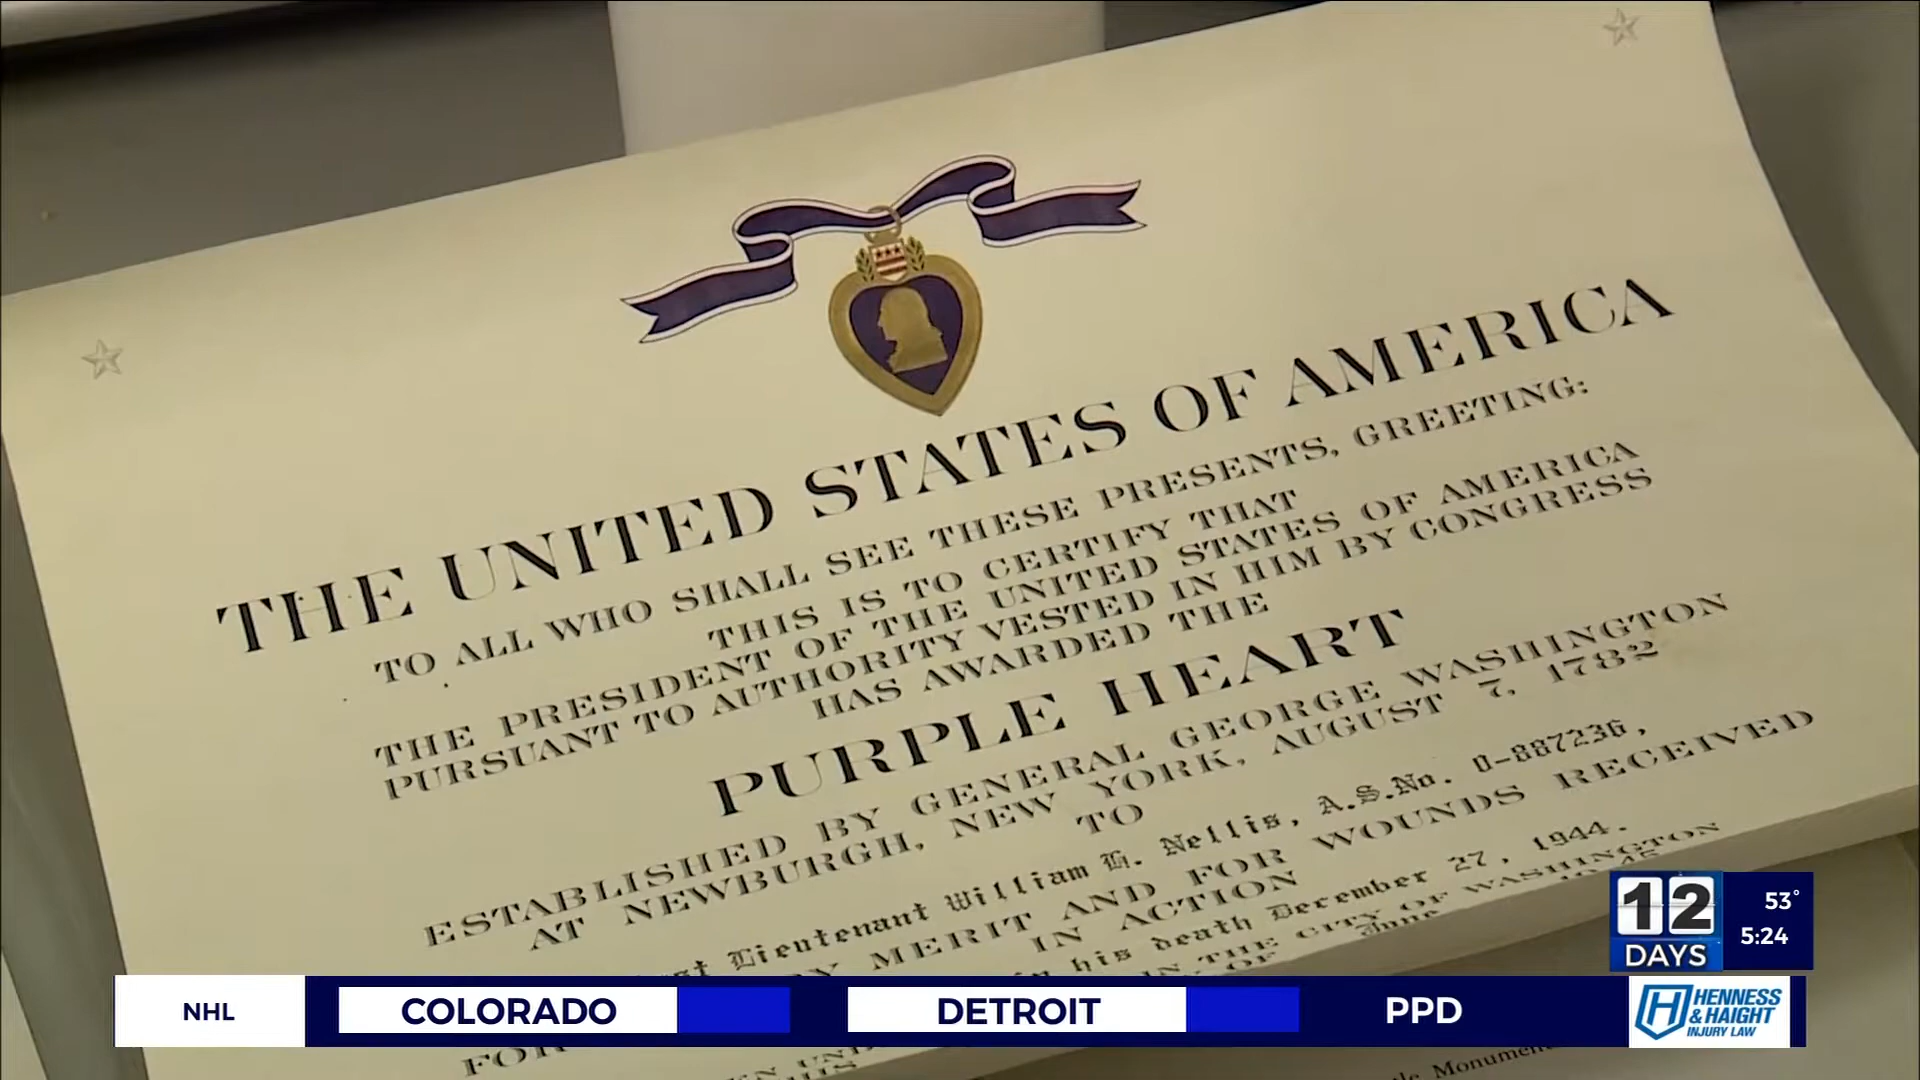 THE UNITED STATES OF AMERICA
TO ALL WHO SHALL SEE THESE PRESENTS, GREETING:
THIS IS TO CERTIFY THAT
THE PRESIDENT OF THE UNITED STATES OF AMERICA
PURSUANT TO AUTHORITY VESTED IN HIM BY CONGRESS
HAS AWARDED THE
PURPLE HEART
ESTABLISHED BY GENERAL GEORGE WASHINGTON
AT NEWBURGH, NEW YORK, AUGUST 7, 1782
TO
Lieutenant William H. Nellis, A.S.No. O-887236,
MERIT AND FOR WOUNDS RECEIVED
IN ACTION
in his death December 27, 1944.
IN THE CITY OF WASHINGTON
June
12
DAYS
53°
5:24
NHL
COLORADO
DETROIT
PPD
HENNESS
& HAIGHT
INJURY LAW